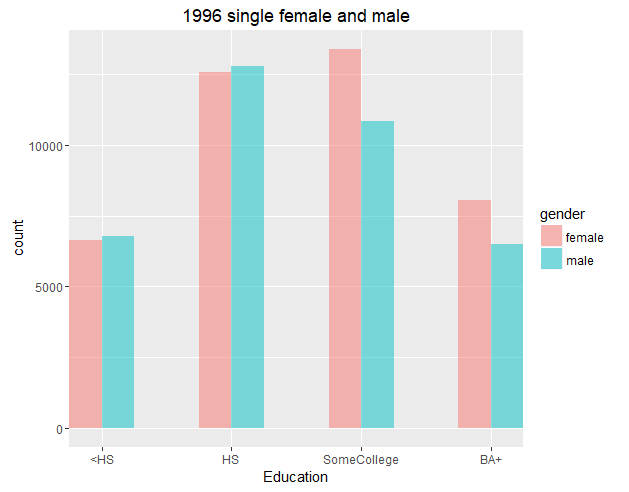 1996 single female and male
count
10000
5000
0
<HS
HS
SomeCollege
BA+
Education
gender
female
male